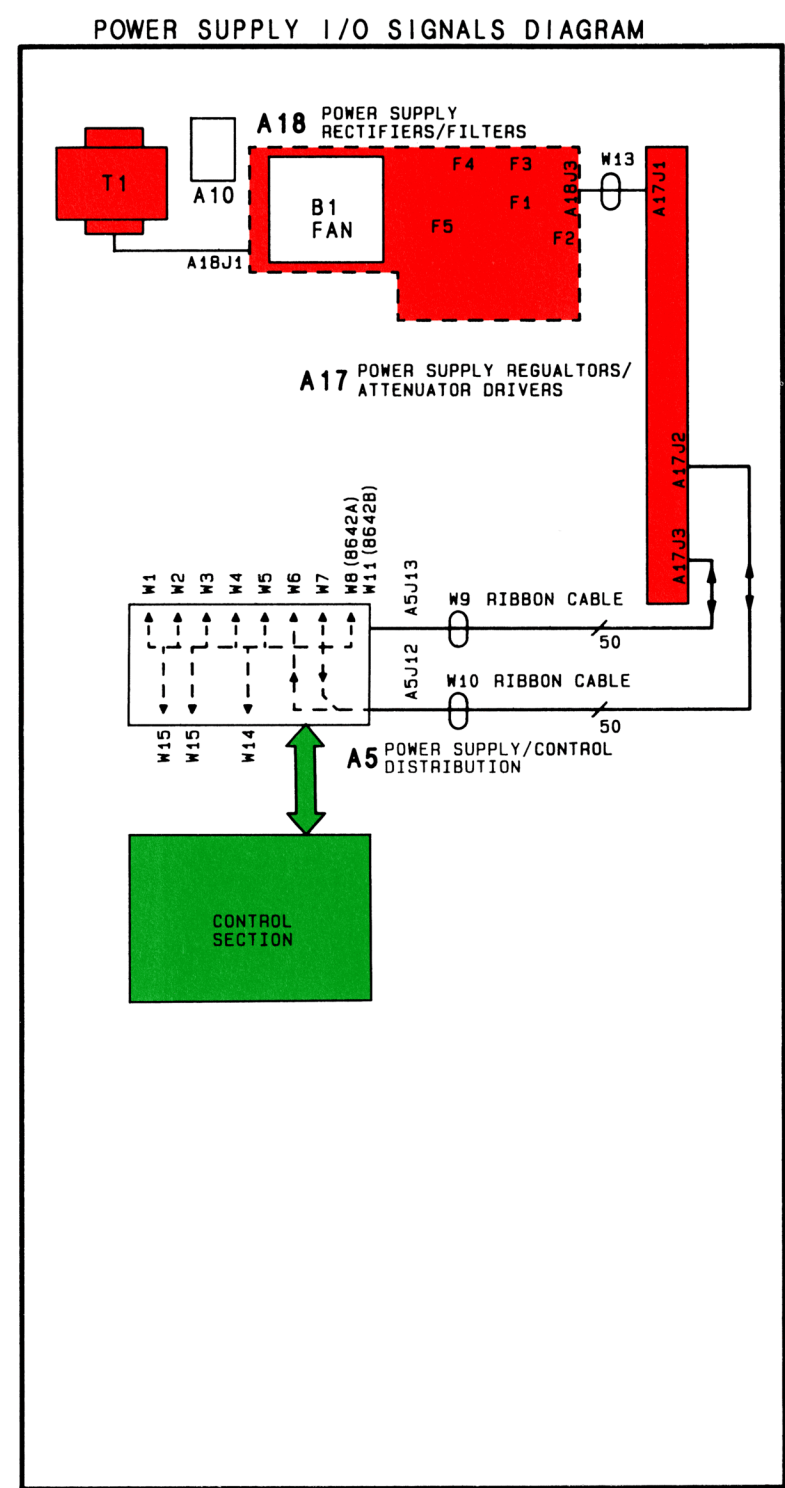 POWER SUPPLY I/O SIGNALS DIAGRAM
A18 POWER SUPPLY
RECTIFIERS/FILTERS
T1
A10
B1
FAN
F4
F3
F1
F5
F2
A18J3
W13
A17J1
A18J1
A17 POWER SUPPLY REGUALTORS/
ATTENUATOR DRIVERS
A17J2
A17J3
W1
W2
W3
W4
W5
W6
W7
W8 (8642A)
W11 (8642B)
A5J13
W9 RIBBON CABLE
50
A5J12
W10 RIBBON CABLE
50
W15
W15
W14
A5 POWER SUPPLY/CONTROL
DISTRIBUTION
CONTROL
SECTION